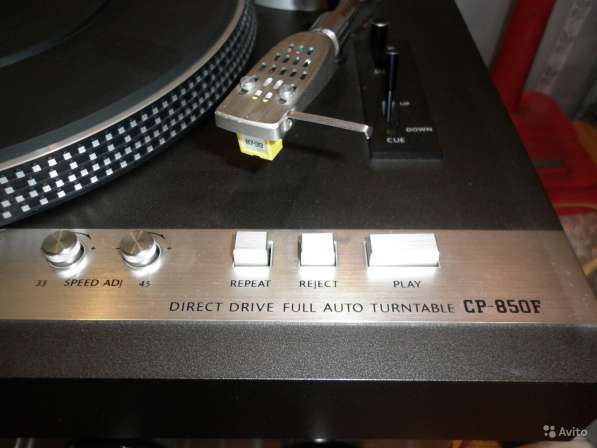 UP
DOWN
CUE
33 SPEED ADJ 45
REPEAT
REJECT
PLAY
DIRECT DRIVE FULL AUTO TURNTABLE CP-850F
Avito